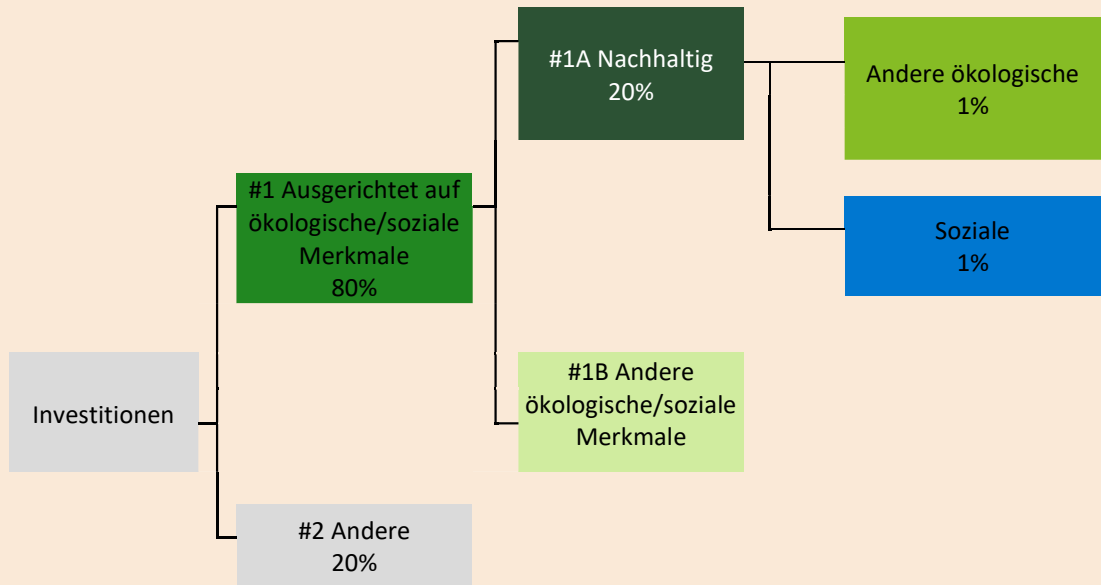 #1A Nachhaltig
20%
Andere ökologische
1%
#1 Ausgerichtet auf
ökologische/soziale
Merkmale
80%
Soziale
1%
Investitionen
#1B Andere
ökologische/soziale
Merkmale
#2 Andere
20%